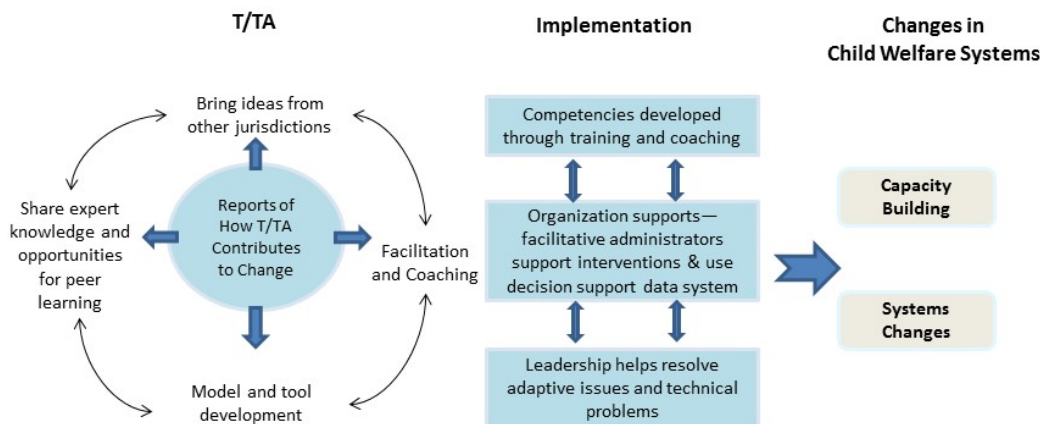 T/TA
Bring ideas from
other jurisdictions
Share expert
knowledge and
opportunities
for peer
learning
Reports of
How T/TA
Contributes
to Change
Facilitation
and Coaching
Model and tool
development
Implementation
Competencies developed
through training and coaching
Organization supports—
facilitative administrators
support interventions & use
decision support data system
Leadership helps resolve
adaptive issues and technical
problems
Changes in
Child Welfare Systems
Capacity
Building
Systems
Changes